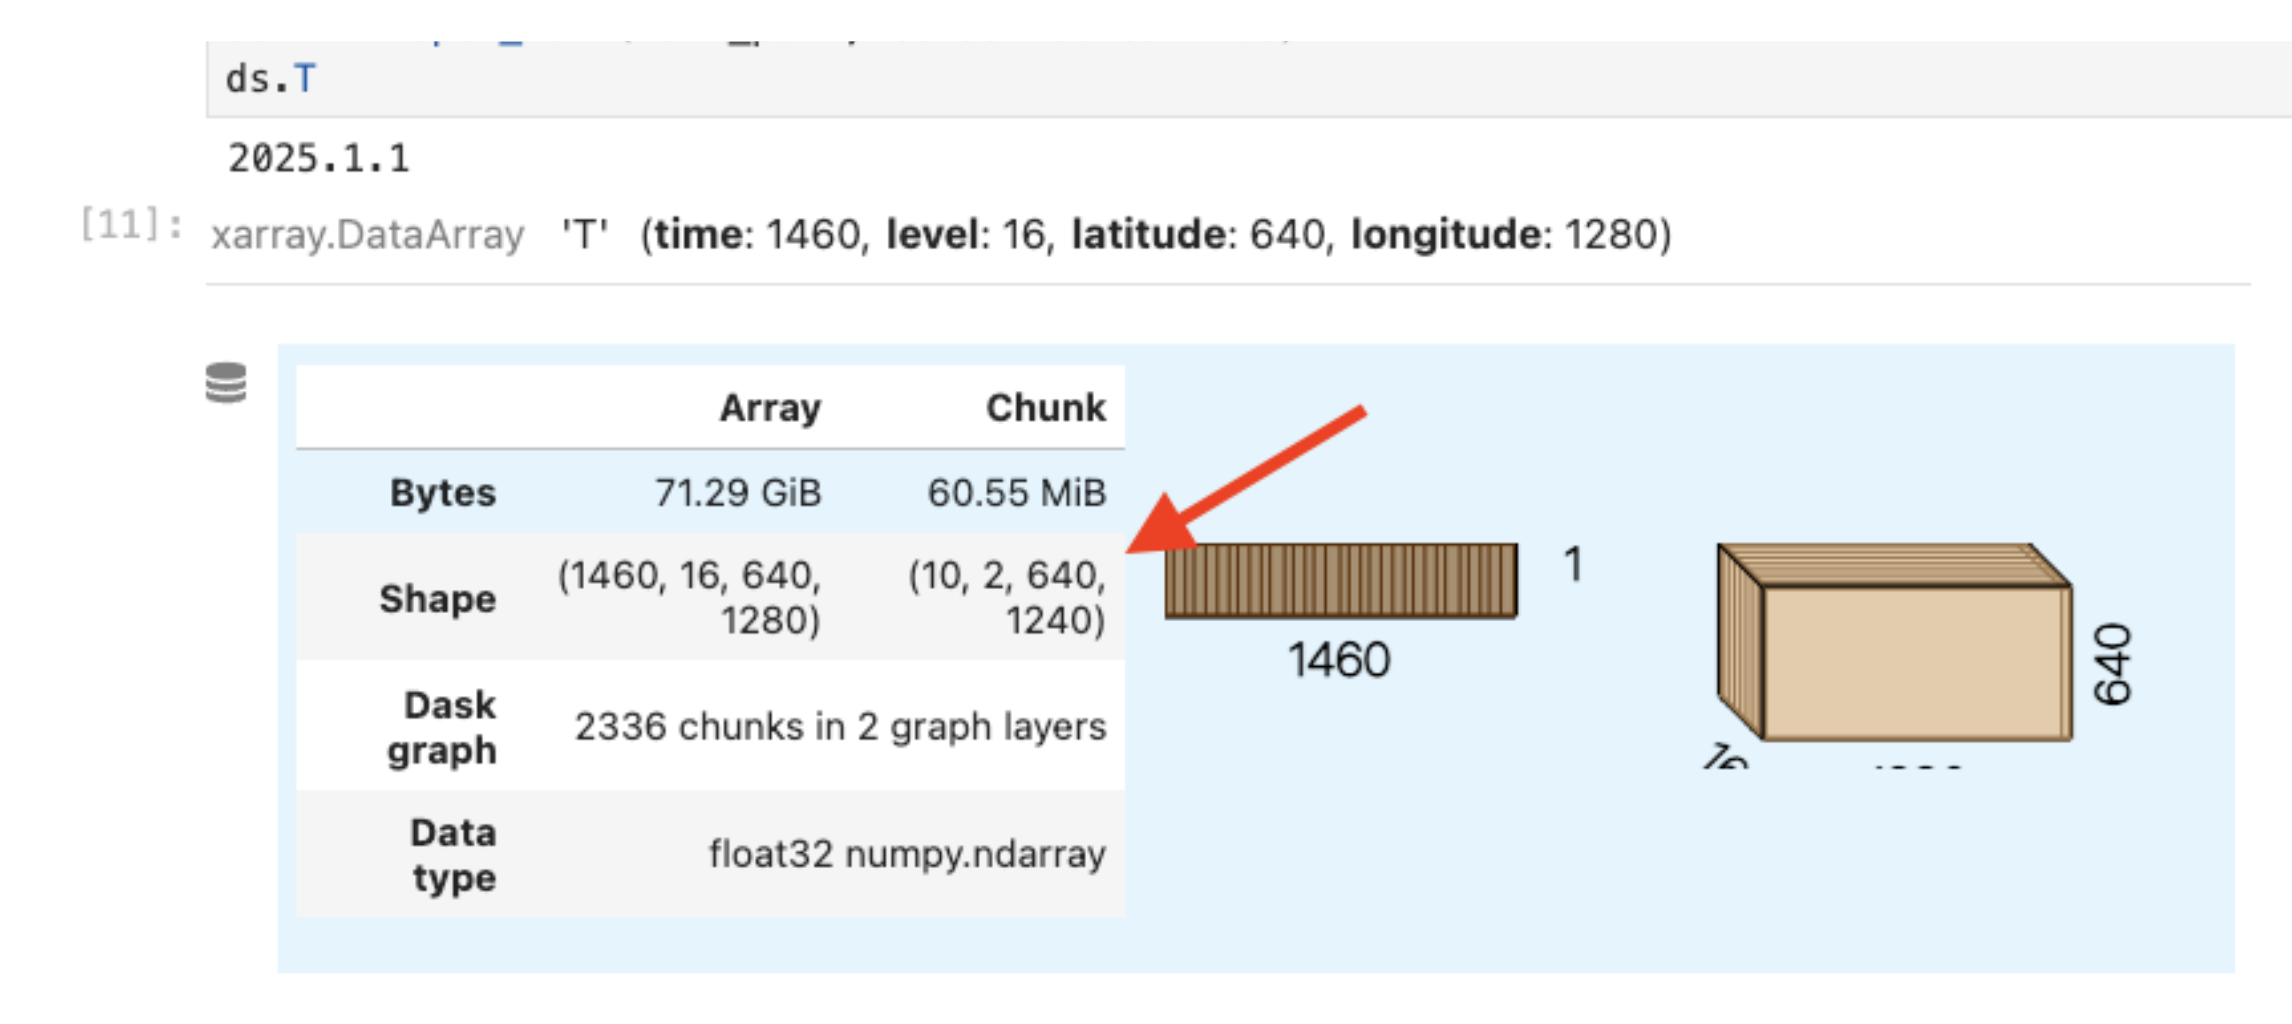 ds.T
2025.1.1
[11]: xarray.DataArray 'T' (time: 1460, level: 16, latitude: 640, longitude: 1280)
Array Chunk
Bytes 71.29 GiB 60.55 MiB
Shape (1460, 16, 640, 1280) (10, 2, 640, 1240)
Dask graph 2336 chunks in 2 graph layers
Data type float32 numpy.ndarray
1
1460
640
16